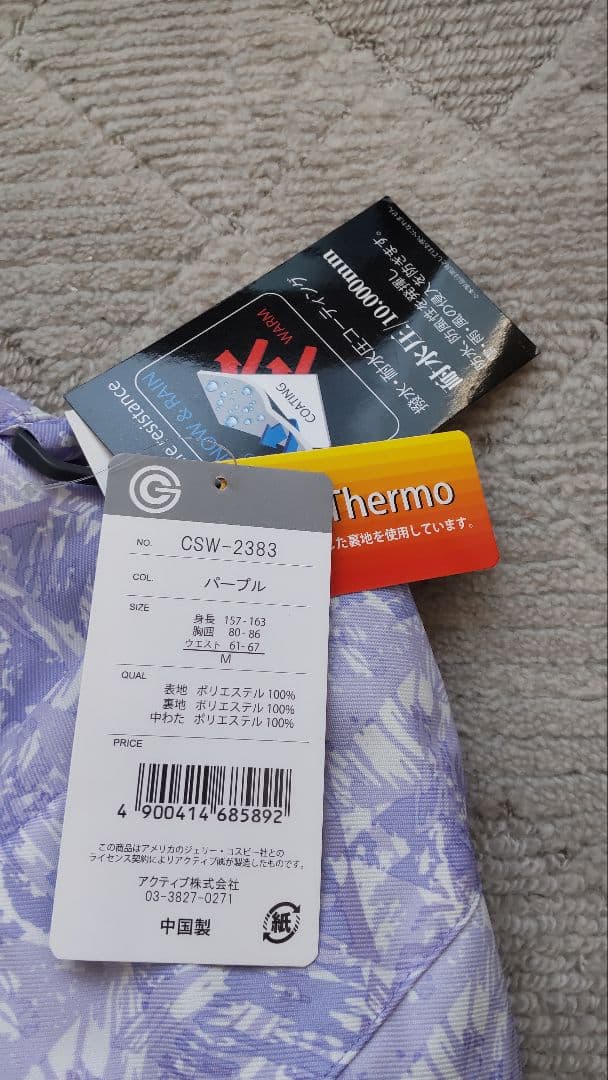 耐水圧/10.000mm
防水、防風性を発揮し
雪・雨・風の侵入を防ぎます。
撥水・耐水圧コーティング
WARM
COATING
SNOW & RAIN
resistance
Thermo
した裏地を使用しています。
G
NO. CSW-2383
COL. パープル
SIZE
身長 157-163
胸囲 80-86
ウエスト 61-67
M
QUAL
表地 ポリエステル 100%
裏地 ポリエステル 100%
中わた ポリエステル 100%
PRICE
4 900414 685892
この商品はアメリカのジェリー・コスビー社との
ライセンス契約によりアクティブ㈱が製造したものです。
アクティブ株式会社
03-3827-0271
中国製
紙